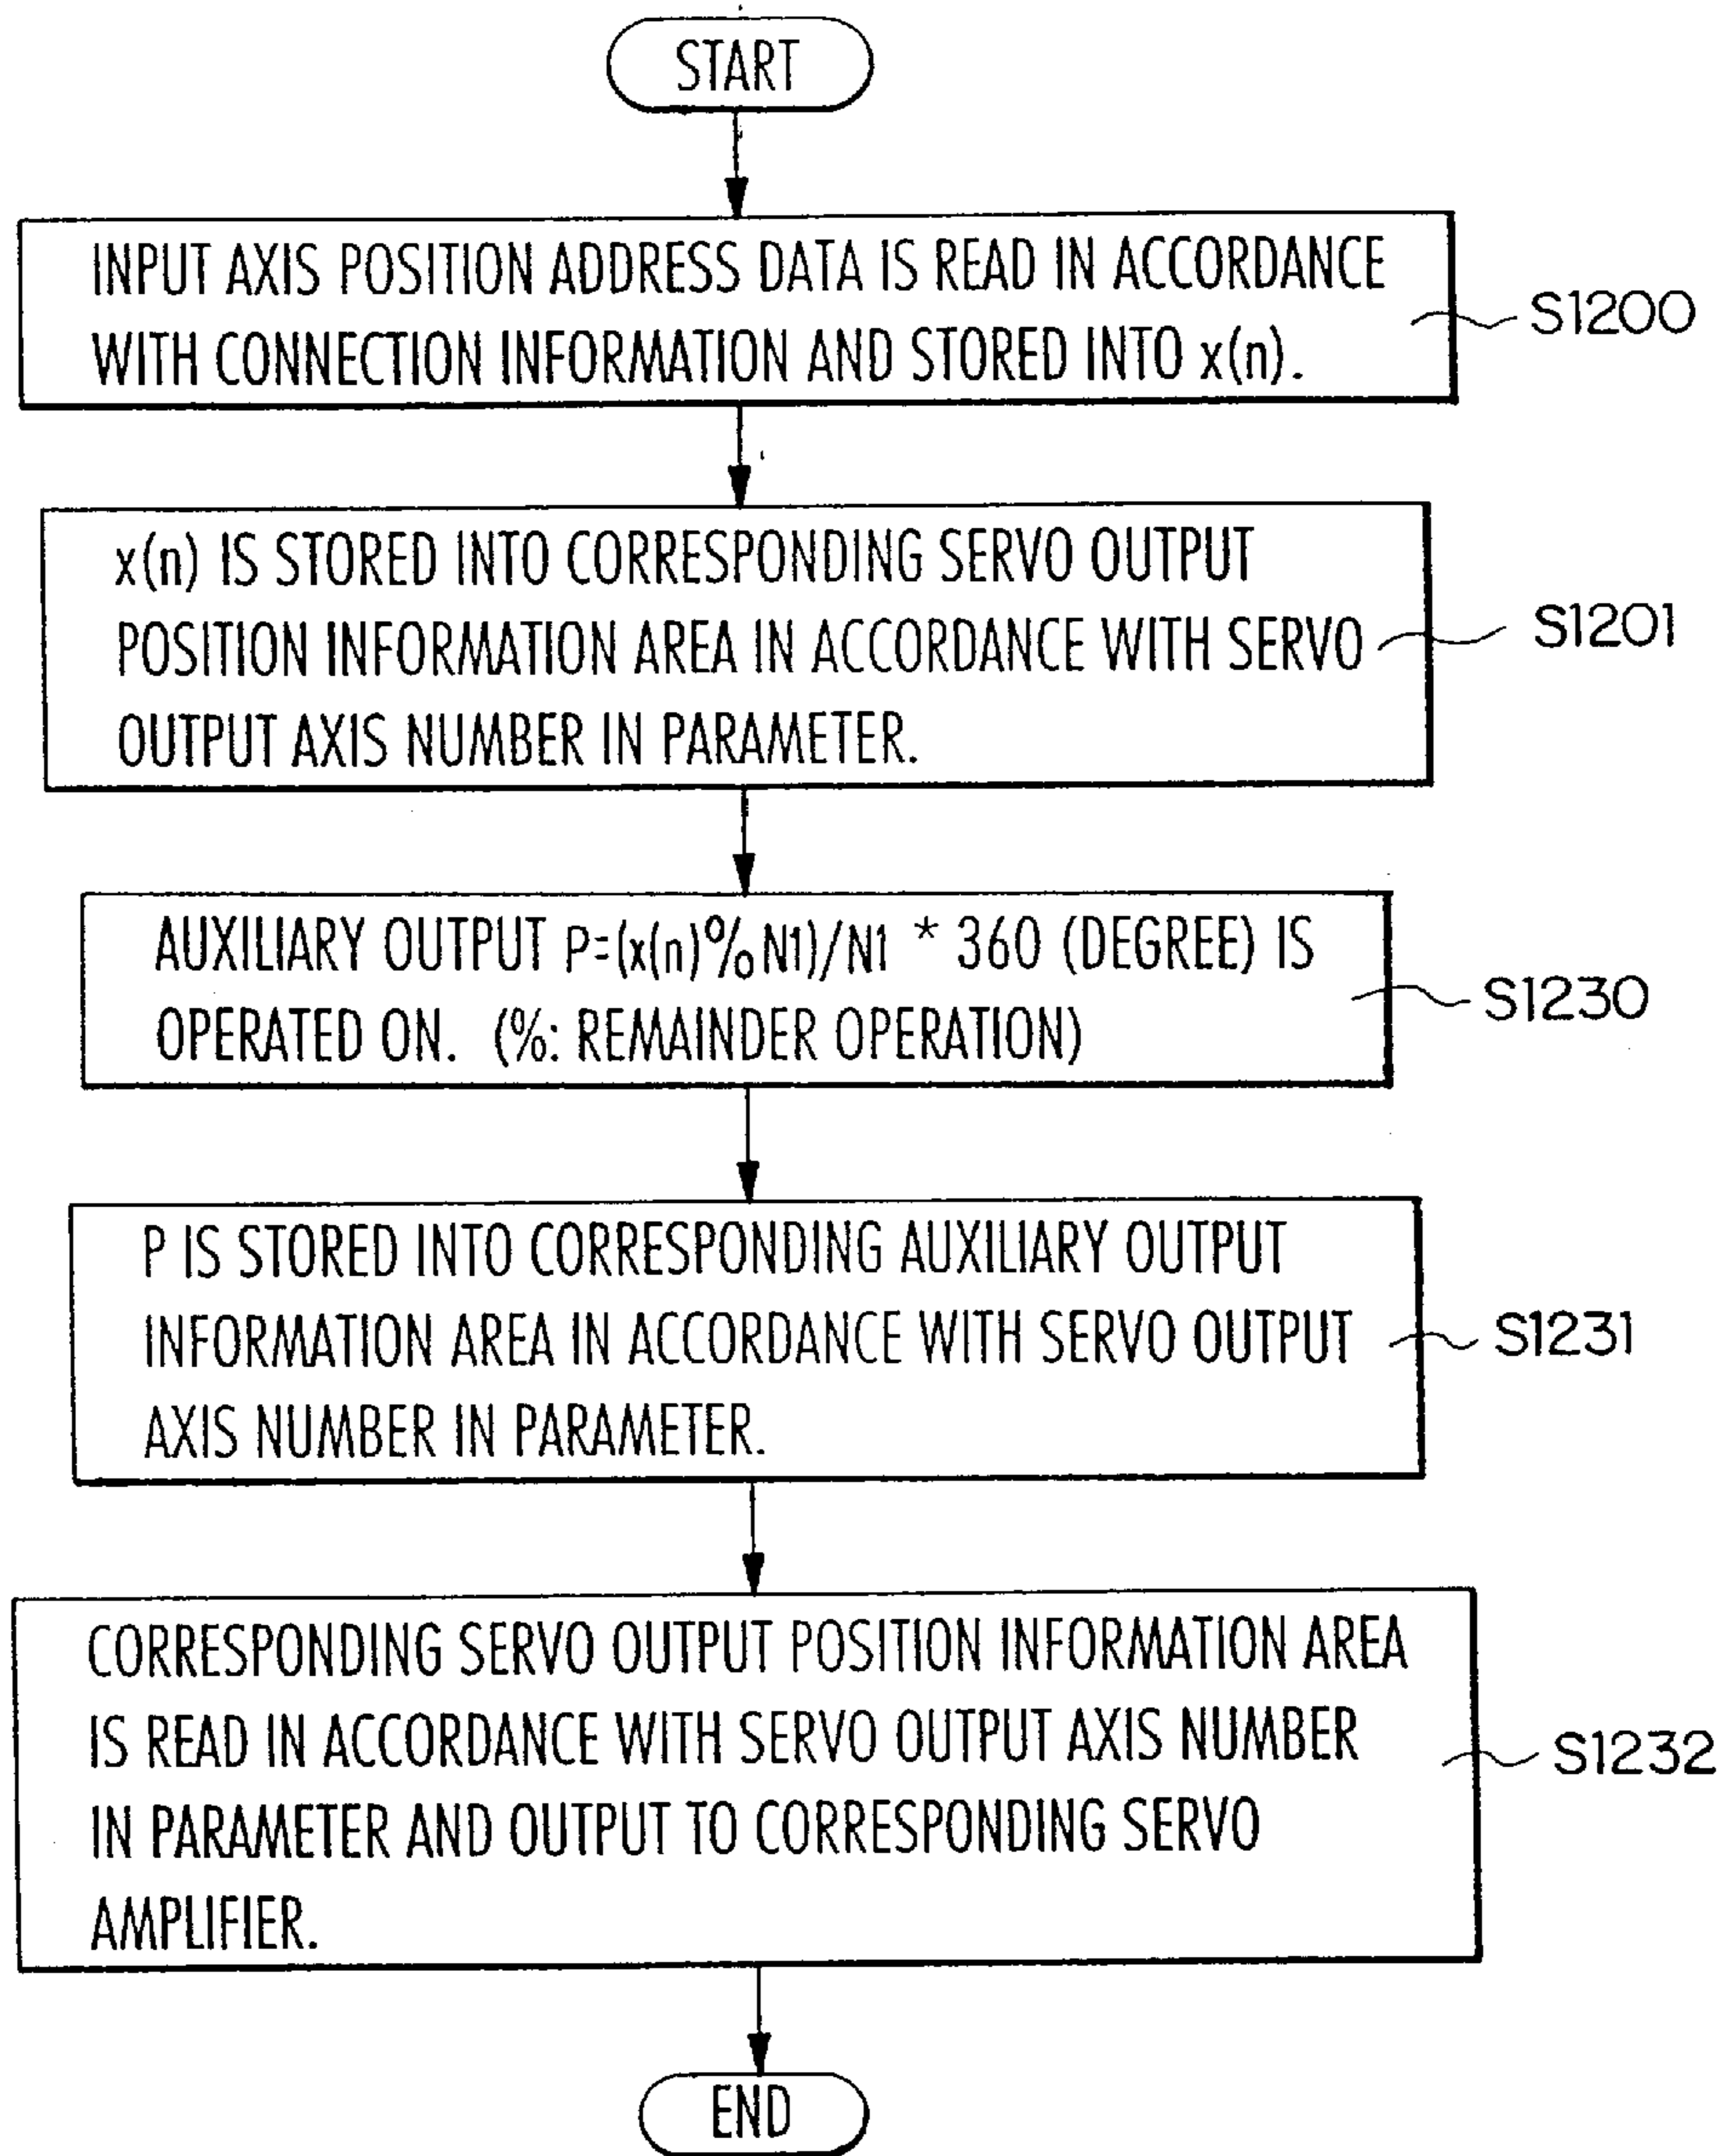 START
INPUT AXIS POSITION ADDRESS DATA IS READ IN ACCORDANCE
WITH CONNECTION INFORMATION AND STORED INTO x(n).
S1200
x(n) IS STORED INTO CORRESPONDING SERVO OUTPUT
POSITION INFORMATION AREA IN ACCORDANCE WITH SERVO
OUTPUT AXIS NUMBER IN PARAMETER.
S1201
AUXILIARY OUTPUT P=(x(n)%N1)/N1 * 360 (DEGREE) IS
OPERATED ON. (%: REMAINDER OPERATION)
S1230
P IS STORED INTO CORRESPONDING AUXILIARY OUTPUT
INFORMATION AREA IN ACCORDANCE WITH SERVO OUTPUT
AXIS NUMBER IN PARAMETER.
S1231
CORRESPONDING SERVO OUTPUT POSITION INFORMATION AREA
IS READ IN ACCORDANCE WITH SERVO OUTPUT AXIS NUMBER
IN PARAMETER AND OUTPUT TO CORRESPONDING SERVO
AMPLIFIER.
S1232
END